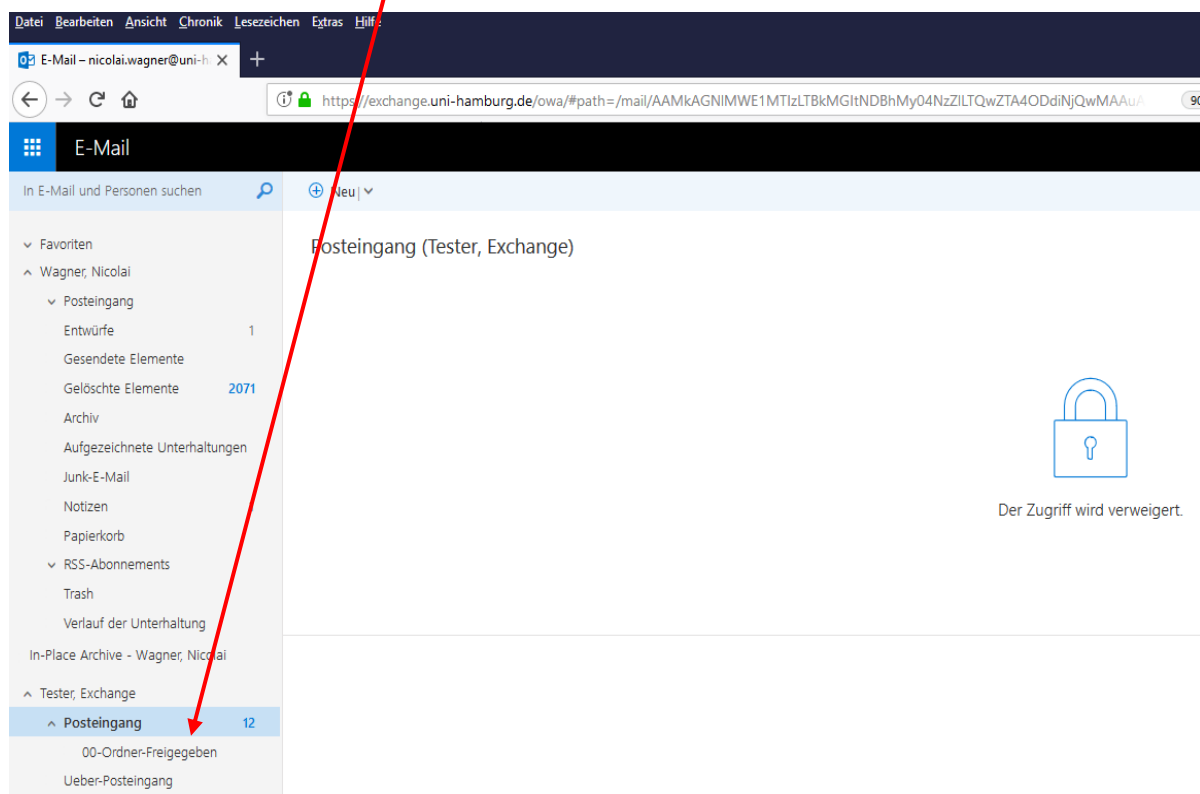 Datei Bearbeiten Ansicht Chronik Lesezeichen Extras Hilfe
E-Mail – nicolai.wagner@uni-h
https://exchange.uni-hamburg.de/owa/#path=/mail/
90
E-Mail
In E-Mail und Personen suchen
Neu
Favoriten
Posteingang (Tester, Exchange)
Wagner, Nicolai
Posteingang
Entwürfe 1
Gesendete Elemente
Gelöschte Elemente 2071
Archiv
Aufgezeichnete Unterhaltungen
Junk-E-Mail
Notizen
Der Zugriff wird verweigert.
Papierkorb
RSS-Abonnements
Trash
Verlauf der Unterhaltung
In-Place Archive - Wagner, Nicolai
Tester, Exchange
Posteingang 12
00-Ordner-Freigegeben
Ueber-Posteingang